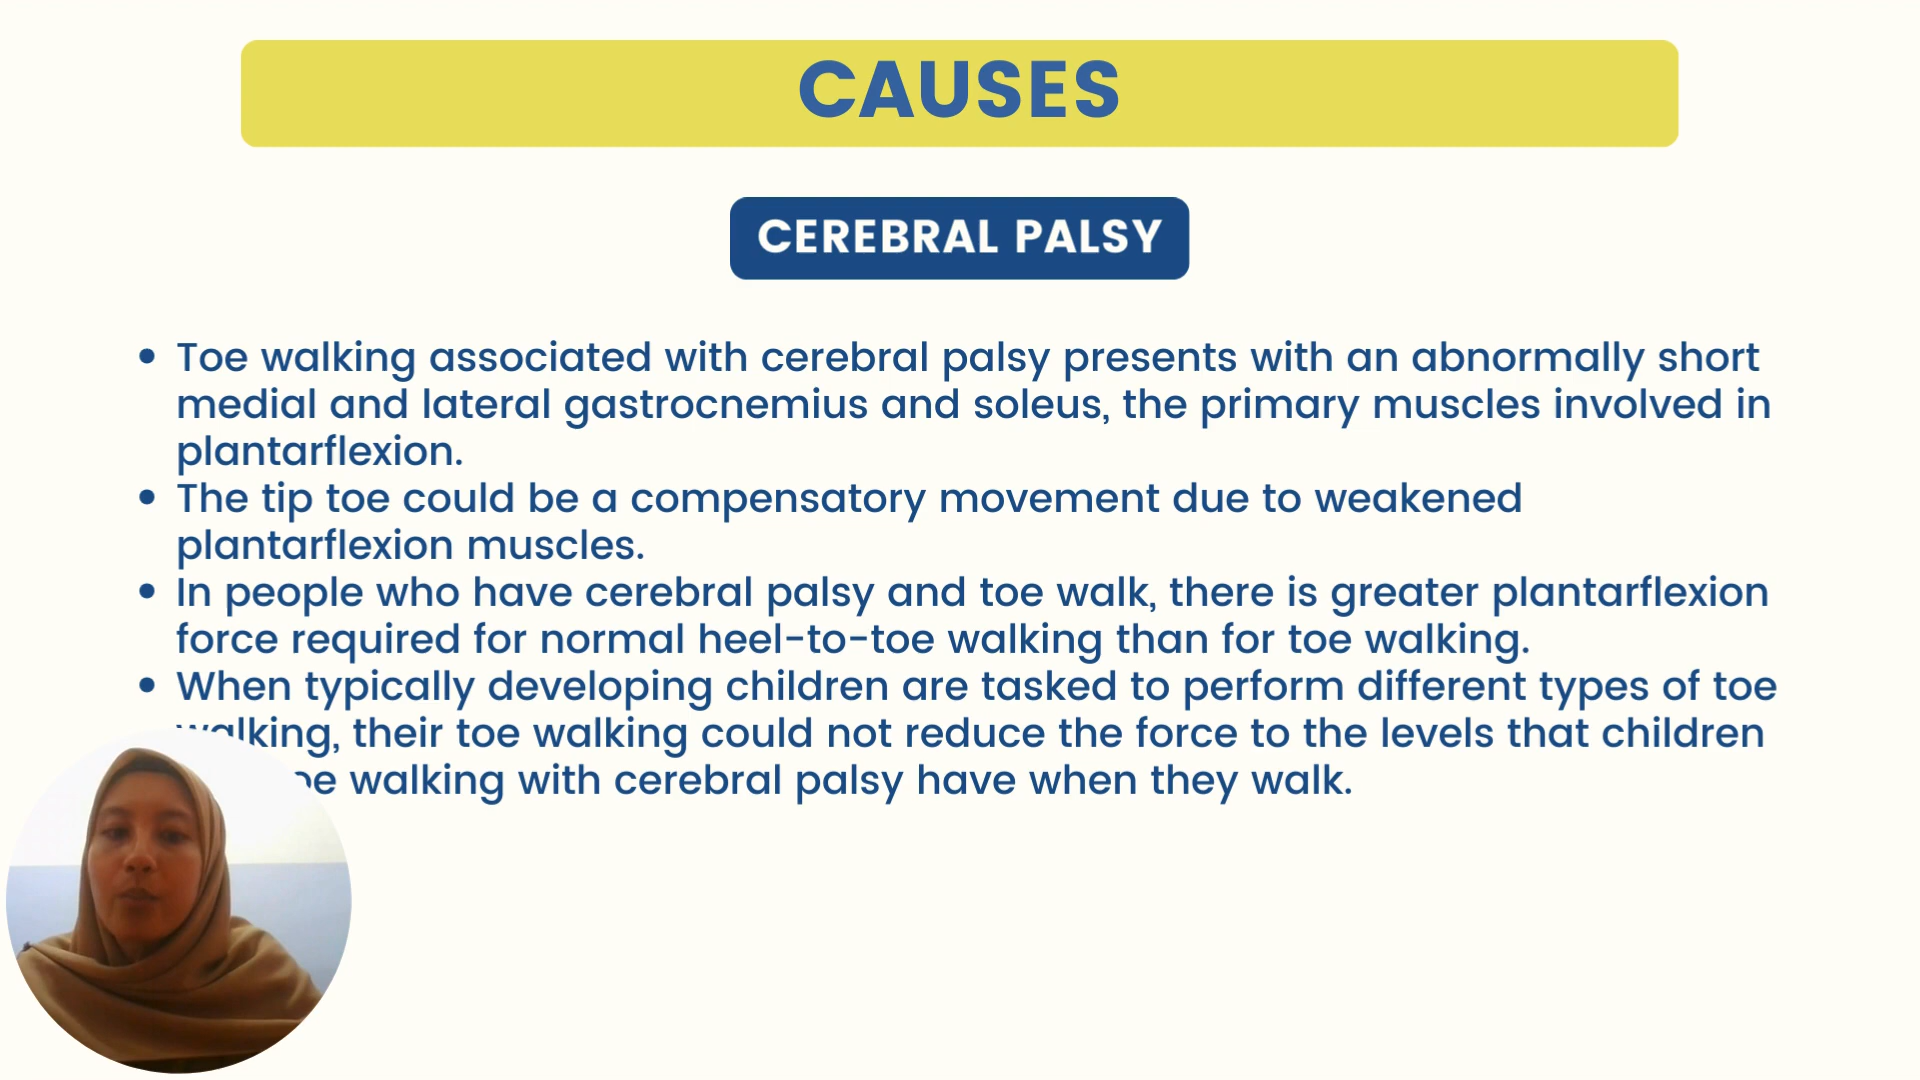 CAUSES
CEREBRAL PALSY
• Toe walking associated with cerebral palsy presents with an abnormally short
medial and lateral gastrocnemius and soleus, the primary muscles involved in
plantarflexion.
• The tip toe could be a compensatory movement due to weakened
plantarflexion muscles.
• In people who have cerebral palsy and toe walk, there is greater plantarflexion
force required for normal heel-to-toe walking than for toe walking.
• When typically developing children are tasked to perform different types of toe
walking, their toe walking could not reduce the force to the levels that children
walking with cerebral palsy have when they walk.